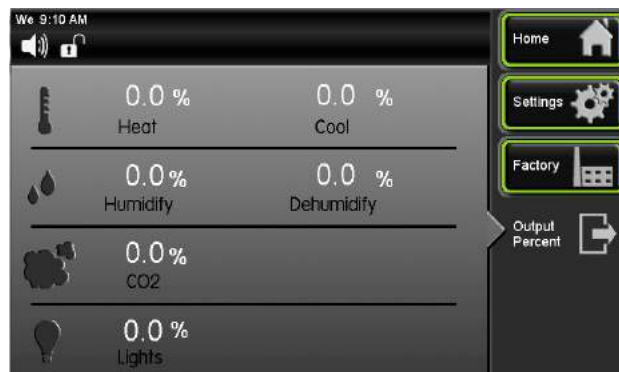 We 9:10 AM
Home
Settings
Factory
Output
Percent
0.0 % 0.0 %
Heat Cool
0.0 % 0.0 %
Humidify Dehumidify
0.0 %
CO2
0.0 %
Lights